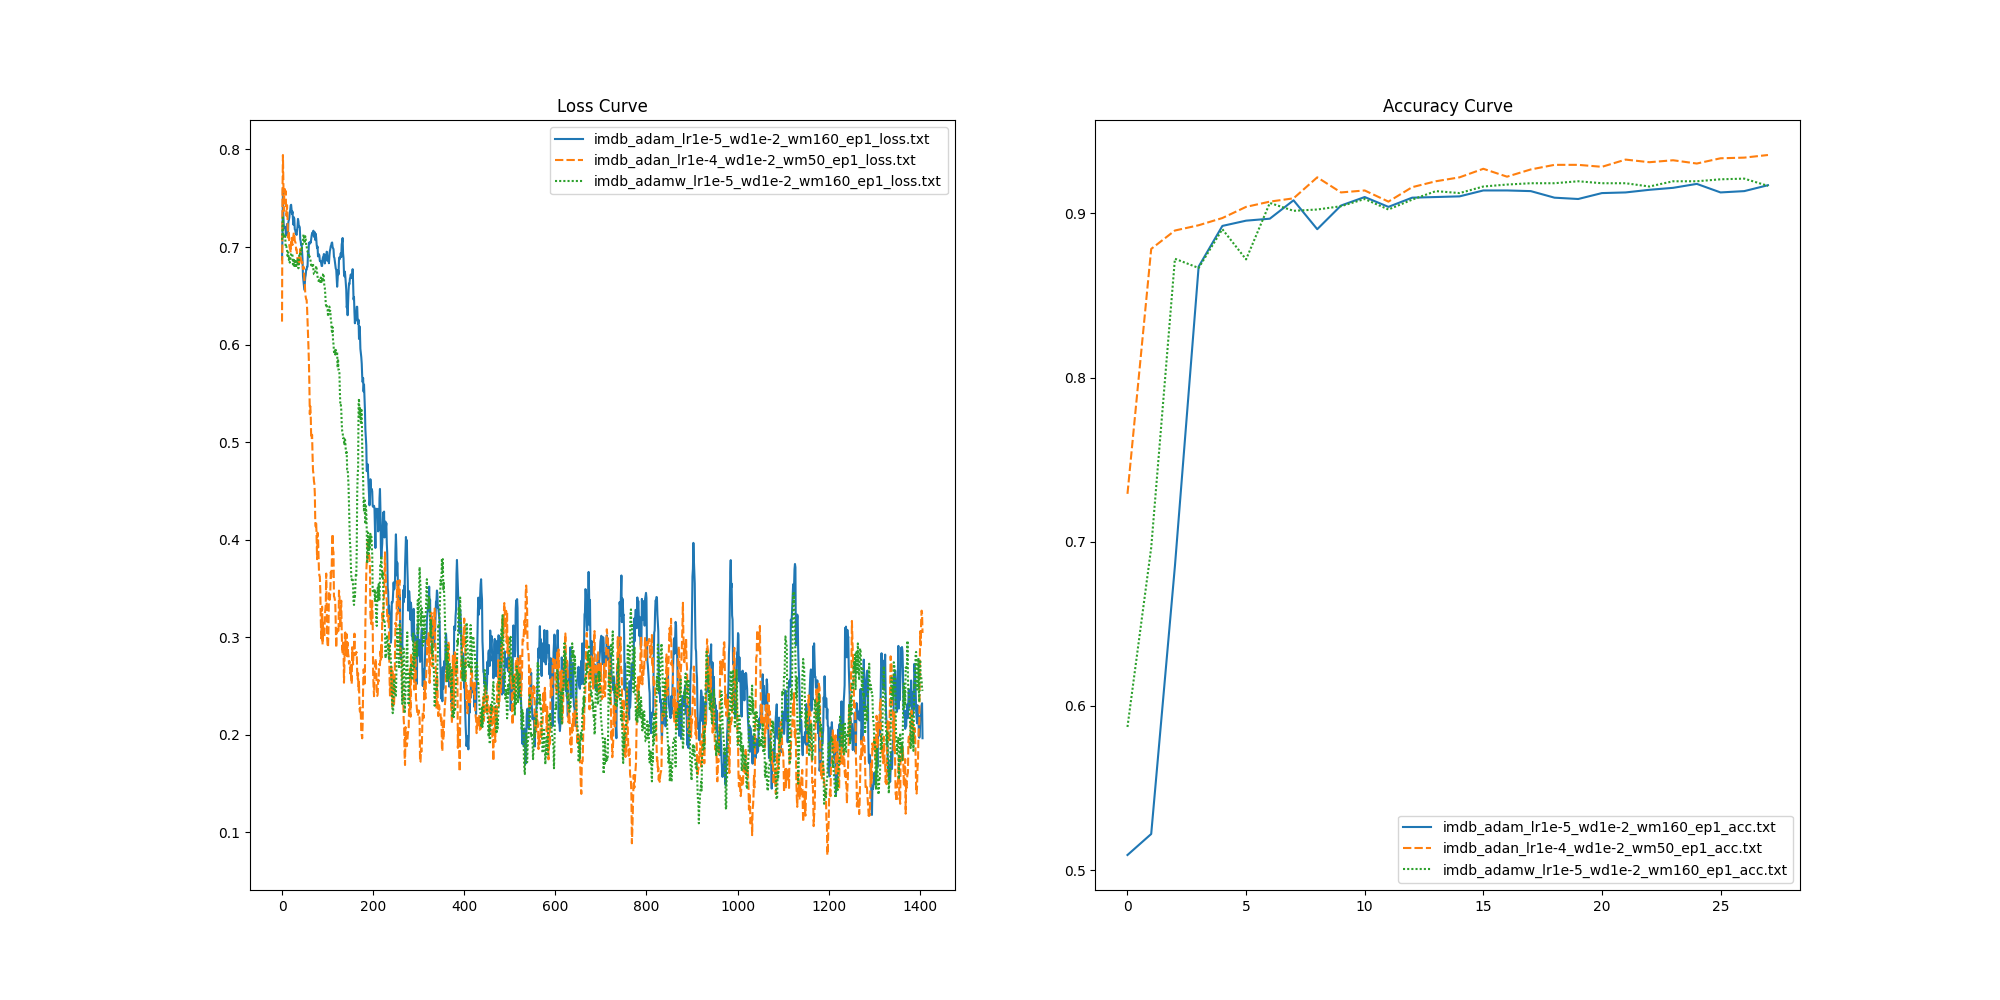 Loss Curve
imdb_adam_lr1e-5_wd1e-2_wm160_ep1_loss.txt
imdb_adan_lr1e-4_wd1e-2_wm50_ep1_loss.txt
imdb_adamw_lr1e-5_wd1e-2_wm160_ep1_loss.txt
0.8
0.7
0.6
0.5
0.4
0.3
0.2
0.1
0 200 400 600 800 1000 1200 1400
Accuracy Curve
0.9
0.8
0.7
0.6
0.5
imdb_adam_lr1e-5_wd1e-2_wm160_ep1_acc.txt
imdb_adan_lr1e-4_wd1e-2_wm50_ep1_acc.txt
imdb_adamw_lr1e-5_wd1e-2_wm160_ep1_acc.txt
0 5 10 15 20 25